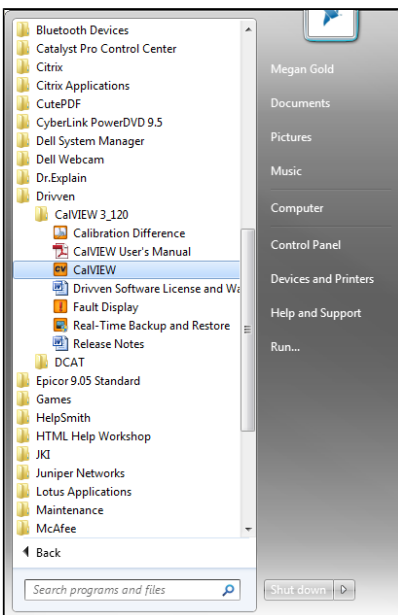 Bluetooth Devices
Catalyst Pro Control Center
Citrix
Citrix Applications
CutePDF
CyberLink PowerDVD 9.5
Dell System Manager
Dell Webcam
Dr.Explain
Drivven
CalVIEW 3_120
Calibration Difference
CalVIEW User's Manual
CV CalVIEW
Drivven Software License and Wa
Fault Display
Real-Time Backup and Restore
Release Notes
DCAT
Epicor 9.05 Standard
Games
HelpSmith
HTML Help Workshop
JKI
Juniper Networks
Lotus Applications
Maintenance
McAfee
Back
Search programs and files
Megan Gold
Documents
Pictures
Music
Computer
Control Panel
Devices and Printers
Help and Support
Run...
Shut down